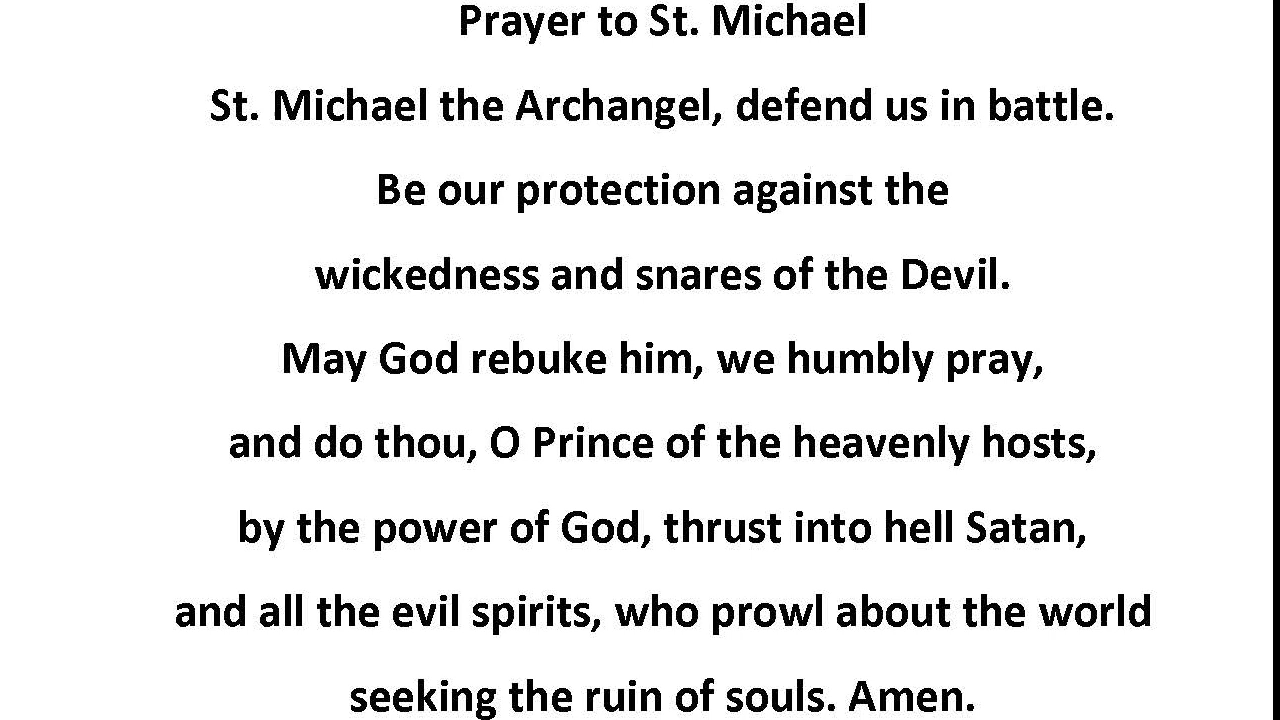 Prayer to St. Michael
St. Michael the Archangel, defend us in battle.
Be our protection against the
wickedness and snares of the Devil.
May God rebuke him, we humbly pray,
and do thou, O Prince of the heavenly hosts,
by the power of God, thrust into hell Satan,
and all the evil spirits, who prowl about the world
seeking the ruin of souls. Amen.